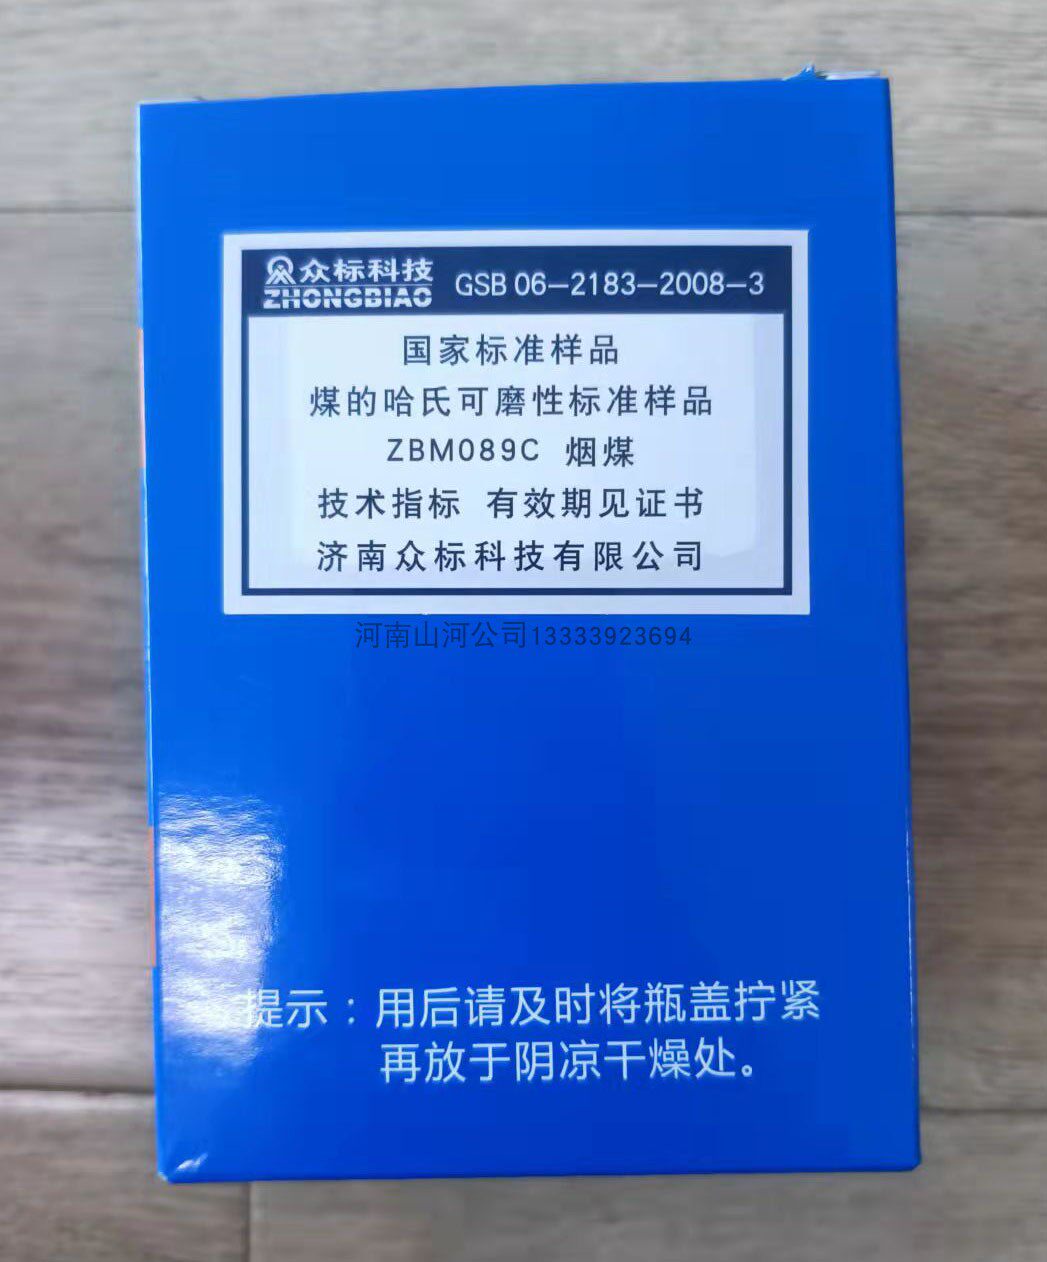 众标科技
ZHONGBIAO
GSB 06-2183-2008-3
国家标准样品
煤的哈氏可磨性标准样品
ZBM089C 烟煤
技术指标 有效期见证书
济南众标科技有限公司
河南山河公司13333923694
提示：用后请及时将瓶盖拧紧
再放于阴凉干燥处。